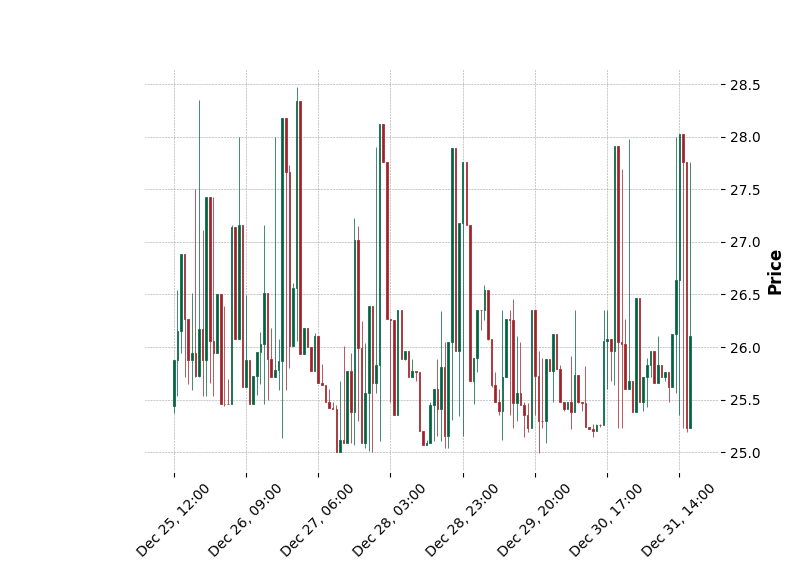 28.5
28.0
27.5
27.0
26.5
26.0
25.5
25.0
Price
Dec 25, 12:00
Dec 26, 09:00
Dec 27, 06:00
Dec 28, 03:00
Dec 28, 23:00
Dec 29, 20:00
Dec 30, 17:00
Dec 31, 14:00